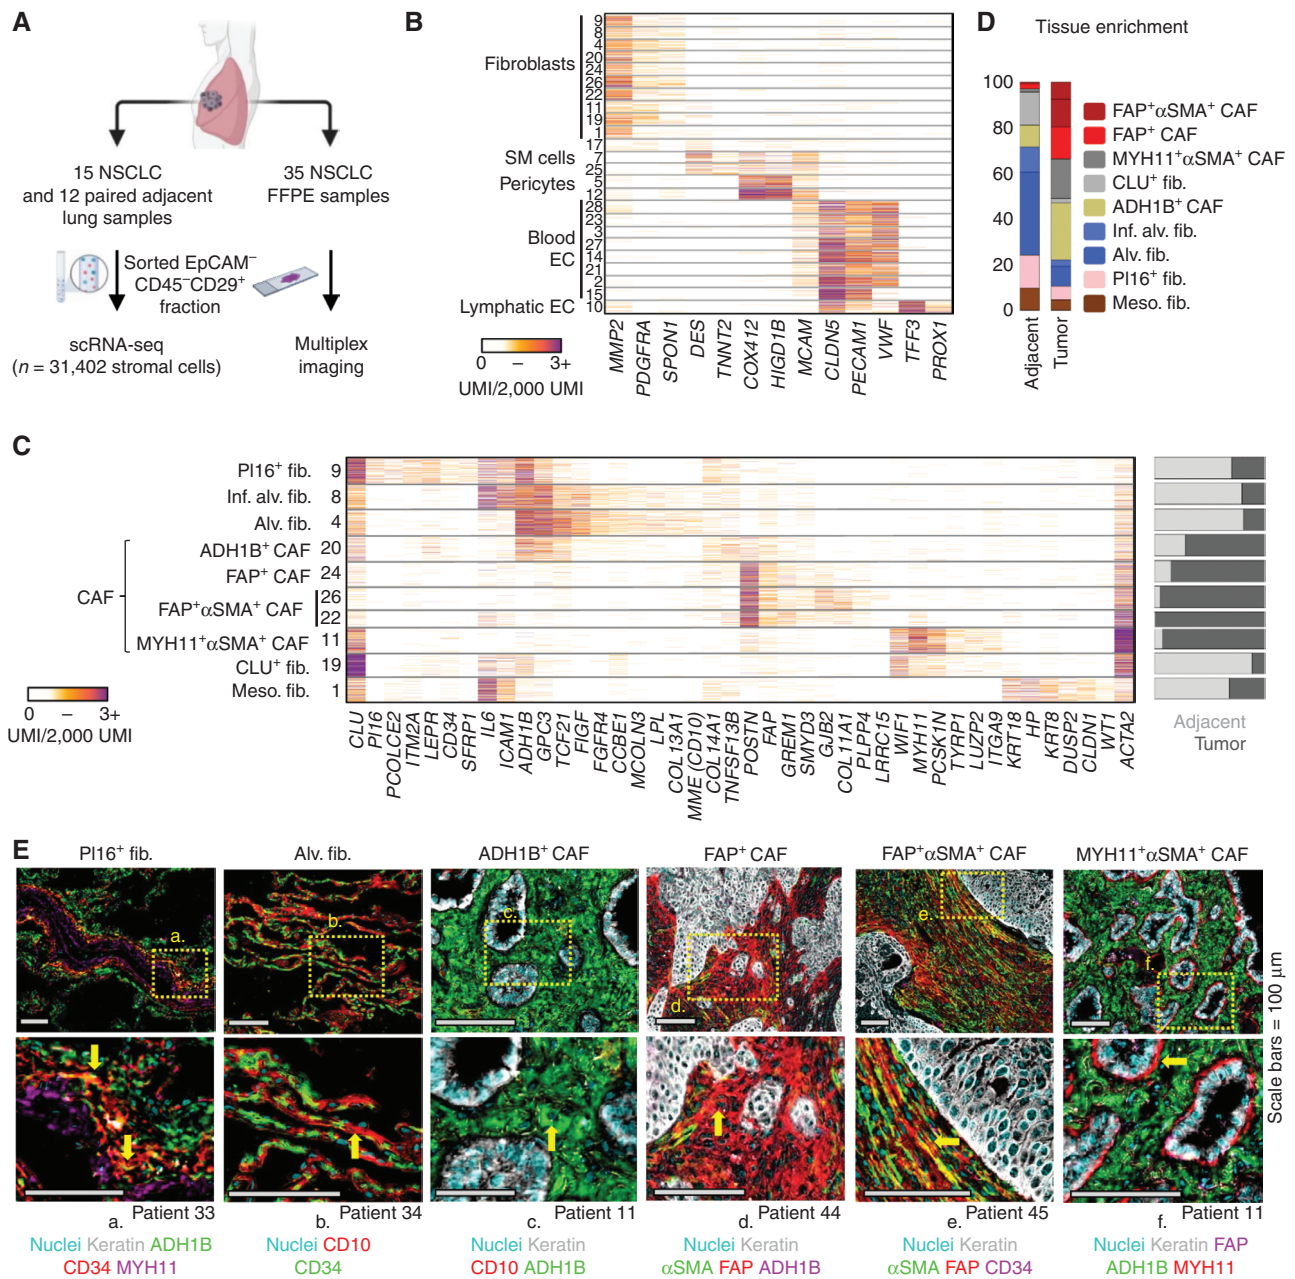 A
15 NSCLC
and 12 paired adjacent
lung samples
35 NSCLC
FFPE samples
Sorted EpCAM⁻
CD45⁻CD29⁺
fraction
scRNA-seq
(n = 31,402 stromal cells)
Multiplex
imaging
B
Fibroblasts
SM cells
Pericytes
Blood
EC
Lymphatic EC
9
8
4
20
24
26
22
11
19
1
17
7
25
5
12
28
23
3
27
14
21
2
15
10
MMP2
PDGFRA
SPON1
DES
TNNT2
COX412
HIGD1B
MCAM
CLDN5
PECAM1
VWF
TFF3
PROX1
0 – 3+
UMI/2,000 UMI
D
Tissue enrichment
100
80
60
40
20
0
Adjacent
Tumor
FAP⁺αSMA⁺ CAF
FAP⁺ CAF
MYH11⁺αSMA⁺ CAF
CLU⁺ fib.
ADH1B⁺ CAF
Inf. alv. fib.
Alv. fib.
PI16⁺ fib.
Meso. fib.
C
PI16⁺ fib. 9
Inf. alv. fib. 8
Alv. fib. 4
ADH1B⁺ CAF 20
FAP⁺ CAF 24
CAF
FAP⁺αSMA⁺ CAF
26
22
MYH11⁺αSMA⁺ CAF 11
CLU⁺ fib. 19
Meso. fib. 1
0 – 3+
UMI/2,000 UMI
CLU
PI16
PCOLCE2
ITM2A
LEPR
CD34
SFRP1
IL6
ICAM1
ADH1B
GPC3
TCF21
FIGF
FGFR4
CCBE1
MCOLN3
LPL
COL13A1
MME (CD10)
COL14A1
TNFSF13B
POSTN
FAP
GREM1
SMYD3
GJB2
COL11A1
PLPP4
LRRC15
WIF1
MYH11
PCSK1N
TYRP1
LUZP2
ITGA9
KRT18
HP
KRT8
DUSP2
CLDN1
WT1
ACTA2
Adjacent
Tumor
E
PI16⁺ fib.
Alv. fib.
ADH1B⁺ CAF
FAP⁺ CAF
FAP⁺αSMA⁺ CAF
MYH11⁺αSMA⁺ CAF
a.
b.
c.
d.
e.
f.
Scale bars = 100 μm
Patient 33
a.
Nuclei Keratin ADH1B
CD34 MYH11
Patient 34
b.
Nuclei CD10
CD34
Patient 11
c.
Nuclei Keratin
CD10 ADH1B
Patient 44
d.
Nuclei Keratin
αSMA FAP ADH1B
Patient 45
e.
Nuclei Keratin
αSMA FAP CD34
Patient 11
f.
Nuclei Keratin FAP
ADH1B MYH11